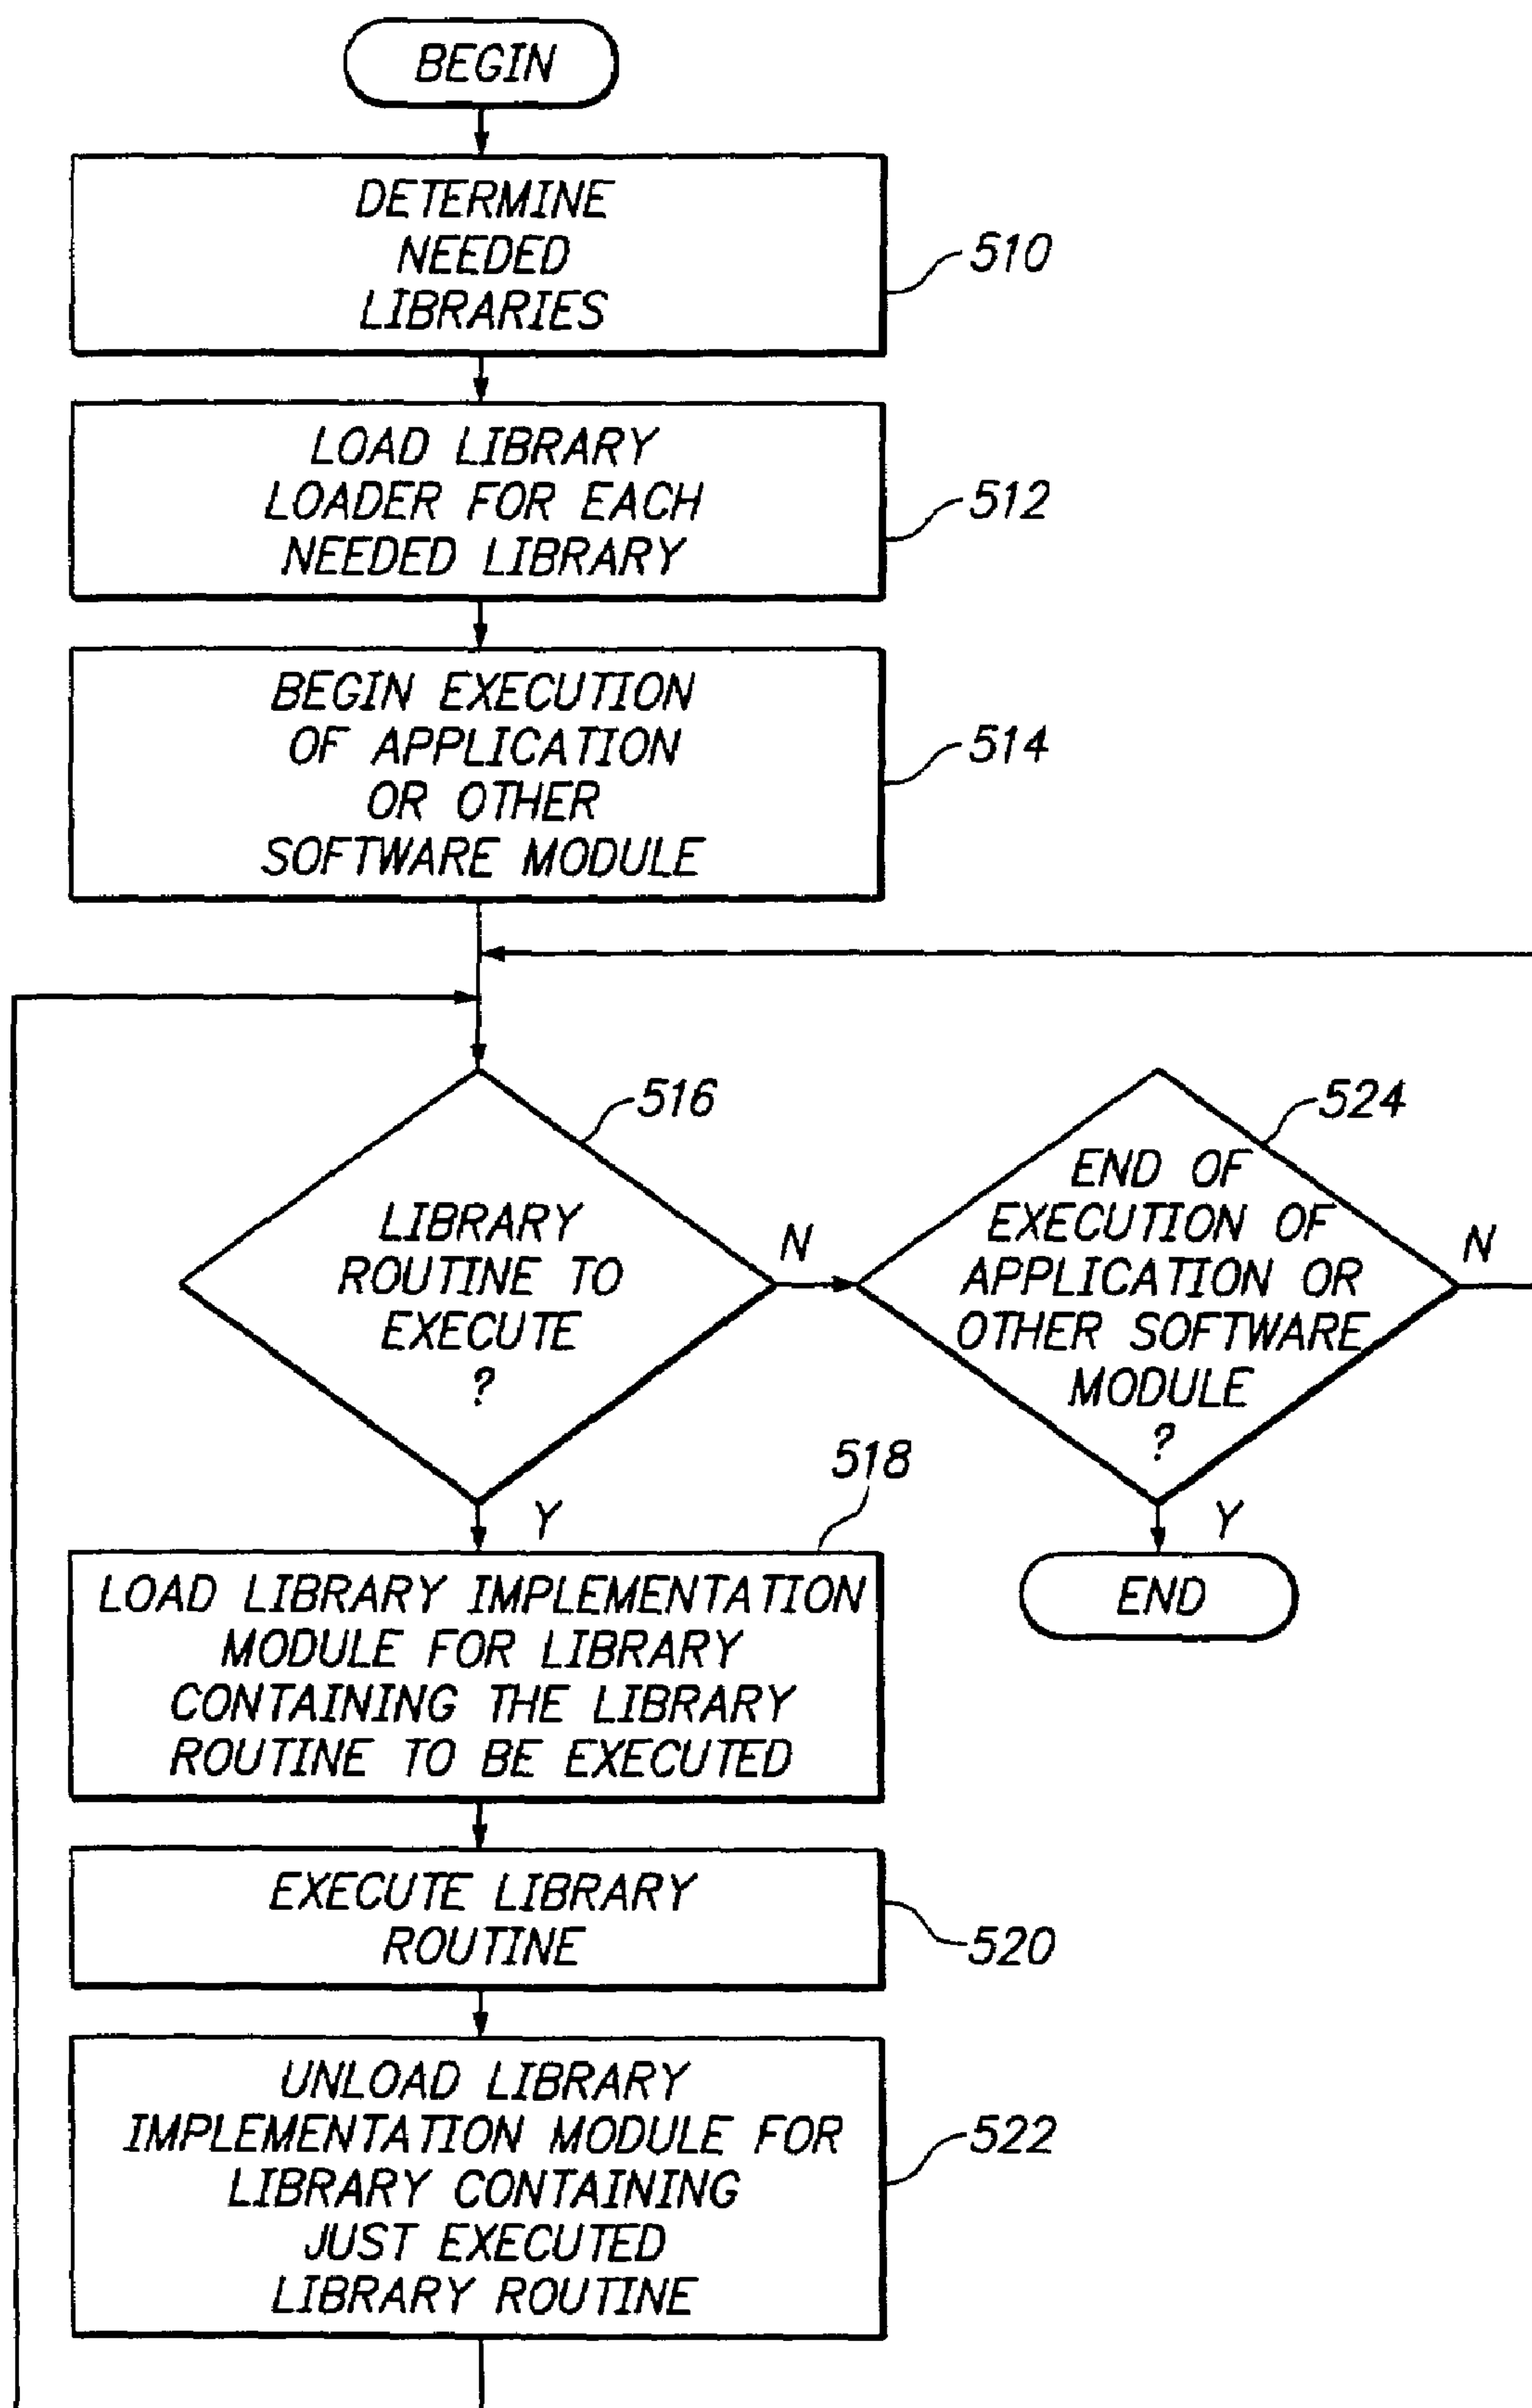 BEGIN
DETERMINE
NEEDED
LIBRARIES
510
LOAD LIBRARY
LOADER FOR EACH
NEEDED LIBRARY
512
BEGIN EXECUTION
OF APPLICATION
OR OTHER
SOFTWARE MODULE
514
516
LIBRARY
ROUTINE TO
EXECUTE
?
N
524
END OF
EXECUTION OF
APPLICATION OR
OTHER SOFTWARE
MODULE
?
N
Y
518
Y
END
LOAD LIBRARY IMPLEMENTATION
MODULE FOR LIBRARY
CONTAINING THE LIBRARY
ROUTINE TO BE EXECUTED
EXECUTE LIBRARY
ROUTINE
520
UNLOAD LIBRARY
IMPLEMENTATION MODULE FOR
LIBRARY CONTAINING
JUST EXECUTED
LIBRARY ROUTINE
522